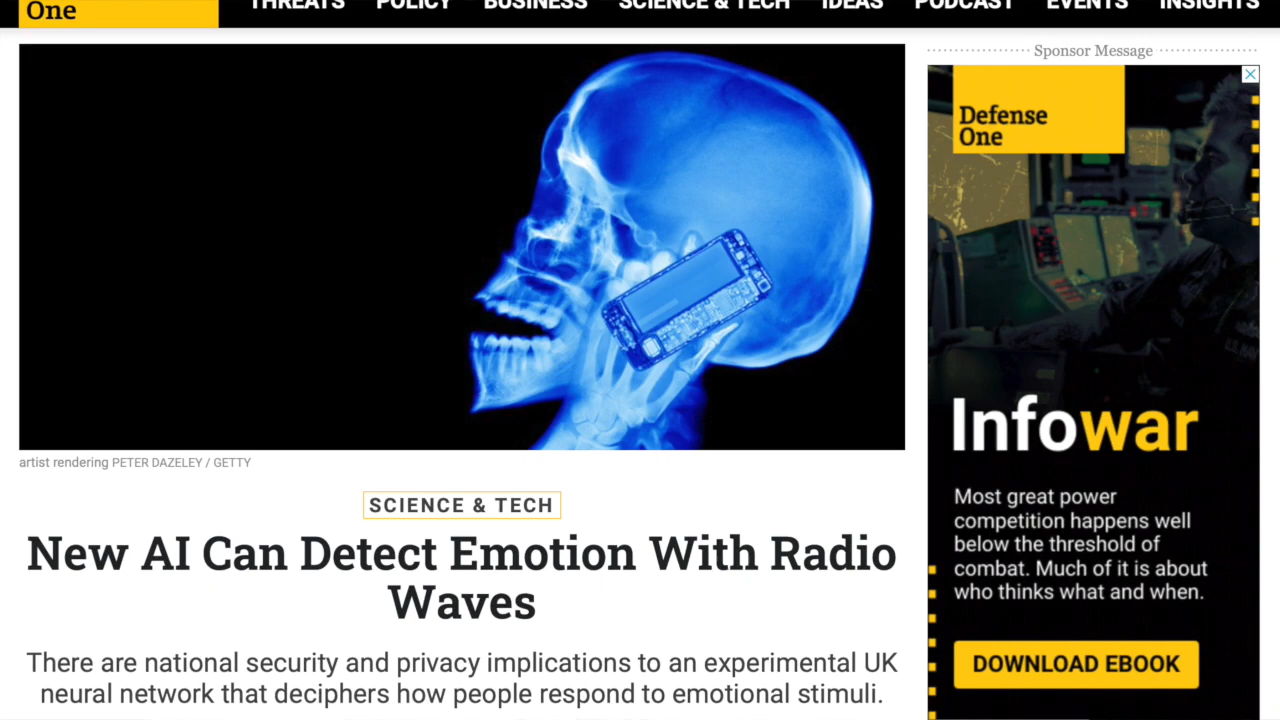 One
THREATS POLICY BUSINESS SCIENCE & TECH IDEAS PODCAST EVENTS INSIGHTS
Sponsor Message
Defense
One
Infowar
Most great power
competition happens well
below the threshold of
combat. Much of it is about
who thinks what and when.
DOWNLOAD EBOOK
artist rendering PETER DAZELEY / GETTY
SCIENCE & TECH
New AI Can Detect Emotion With Radio
Waves
There are national security and privacy implications to an experimental UK
neural network that deciphers how people respond to emotional stimuli.